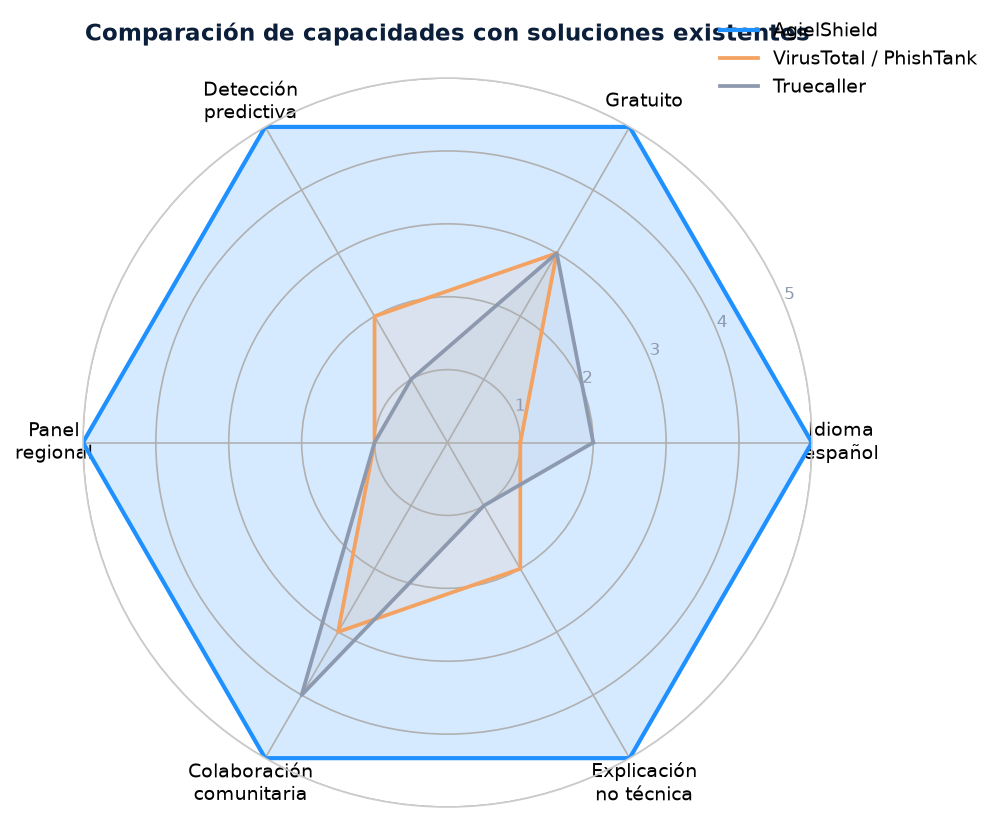 Comparación de capacidades con soluciones existentes
AgielShield
VirusTotal / PhishTank
Truecaller
Detección
predictiva
Gratuito
5
4
3
2
1
Panel
regional
Idioma
español
Colaboración
comunitaria
Explicación
no técnica